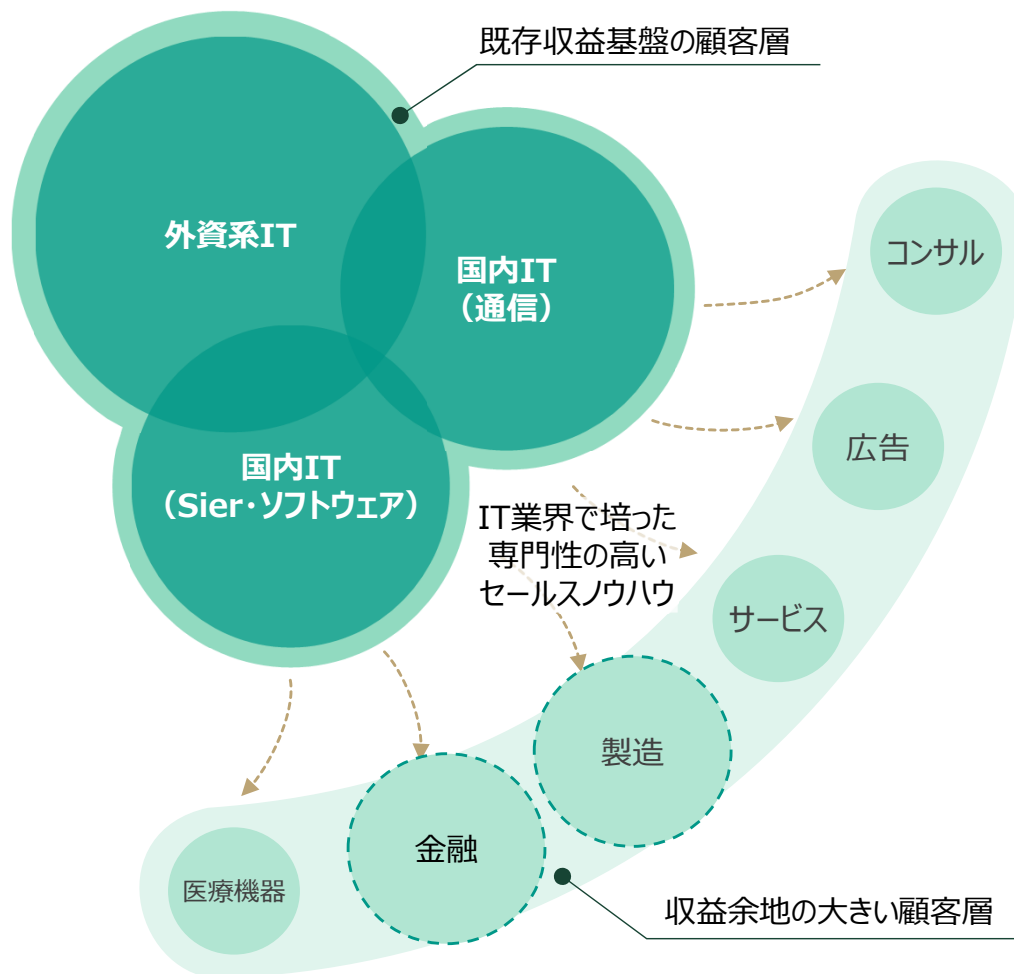 既存収益基盤の顧客層
外資系IT
国内IT
（通信）
コンサル
広告
国内IT
（Sier・ソフトウェア）
IT業界で培った
専門性の高い
セールスノウハウ
サービス
製造
金融
医療機器
収益余地の大きい顧客層